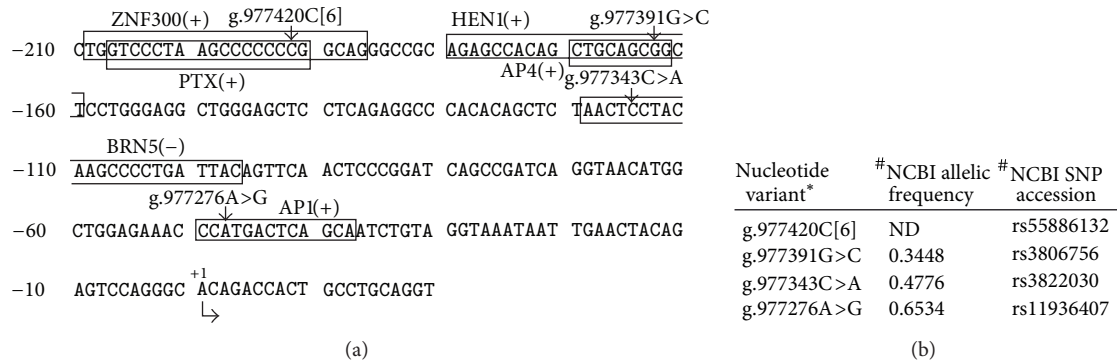 ZNF300(+) g.977420C[6] HEN1(+) g.977391G>C
−210 CTGGTCCCTA AGCCCCCCCG GCAGGGCCGC AGAGCCACAG CTGCAGCGGC
PTX(+) AP4(+)
g.977343C>A
−160 TCCTGGGAGG CTGGGAGCTC CTCAGAGGCC CACACAGCTC TAACTCCTAC
BRN5(−)
−110 AAGCCCCTGA TTACAGTTCA ACTCCCGGAT CAGCCGATCA GGTAACATGG
g.977276A>G AP1(+)
−60 CTGGAGAAAC CCATGACTCA GCAATCTGTA GGTAAATAAT TGAACTACAG
+1
−10 AGTCCAGGGC ACAGACCACT GCCTGCAGGT
(a)
Nucleotide variant* #NCBI allelic frequency #NCBI SNP accession
g.977420C[6] ND rs55886132
g.977391G>C 0.3448 rs3806756
g.977343C>A 0.4776 rs3822030
g.977276A>G 0.6534 rs11936407
(b)